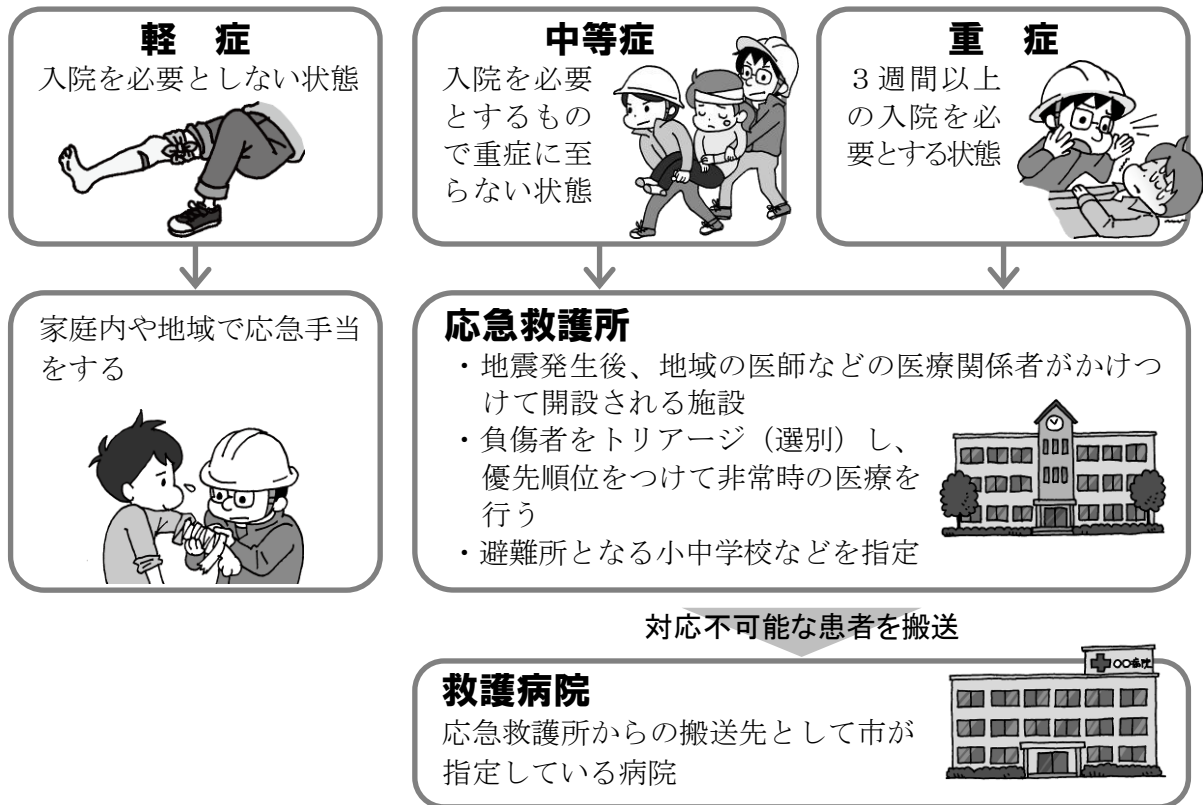 軽　症
入院を必要としない状態
中等症
入院を必要
とするもの
で重症に至
らない状態
重　症
３週間以上
の入院を必
要とする状態
家庭内や地域で応急手当
をする
応急救護所
・地震発生後、地域の医師などの医療関係者がかけつ
けて開設される施設
・負傷者をトリアージ（選別）し、
優先順位をつけて非常時の医療を
行う
・避難所となる小中学校などを指定
対応不可能な患者を搬送
○○病院
救護病院
応急救護所からの搬送先として市が
指定している病院